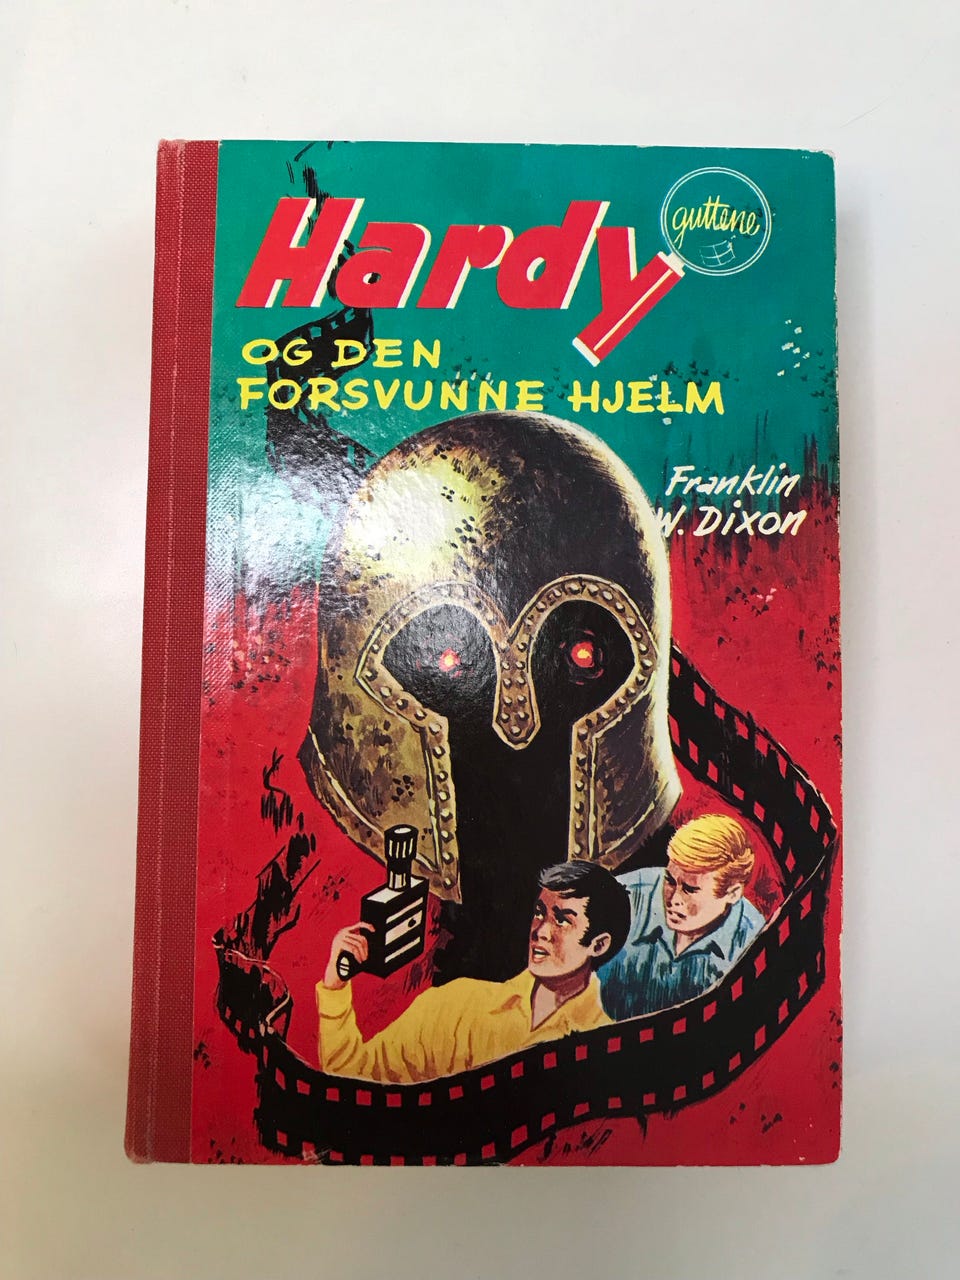 Hardy
guttene
OG DEN
FORSVUNNE HJELM
Franklin
W. Dixon